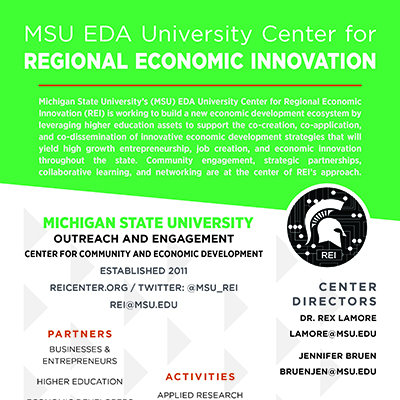 MSU EDA University Center for
REGIONAL ECONOMIC INNOVATION
Michigan State University's (MSU) EDA University Center for Regional Economic
Innovation (REI) is working to build a new economic development ecosystem by
leveraging higher education assets to support the co-creation, co-application,
and co-dissemination of innovative economic development strategies that will
yield high growth entrepreneurship, job creation, and economic innovation
throughout the state. Community engagement, strategic partnerships,
collaborative learning, and networking are at the center of REI's approach.
MICHIGAN STATE UNIVERSITY
OUTREACH AND ENGAGEMENT
CENTER FOR COMMUNITY AND ECONOMIC DEVELOPMENT
ESTABLISHED 2011
REICENTER.ORG / TWITTER: @MSU_REI
REI@MSU.EDU
REI
CENTER
DIRECTORS
DR. REX LAMORE
LAMORE@MSU.EDU
JENNIFER BRUEN
BRUENJEN@MSU.EDU
PARTNERS
BUSINESSES &
ENTREPRENEURS
HIGHER EDUCATION
ECONOMIC DEVELOPERS
ACTIVITIES
APPLIED RESEARCH